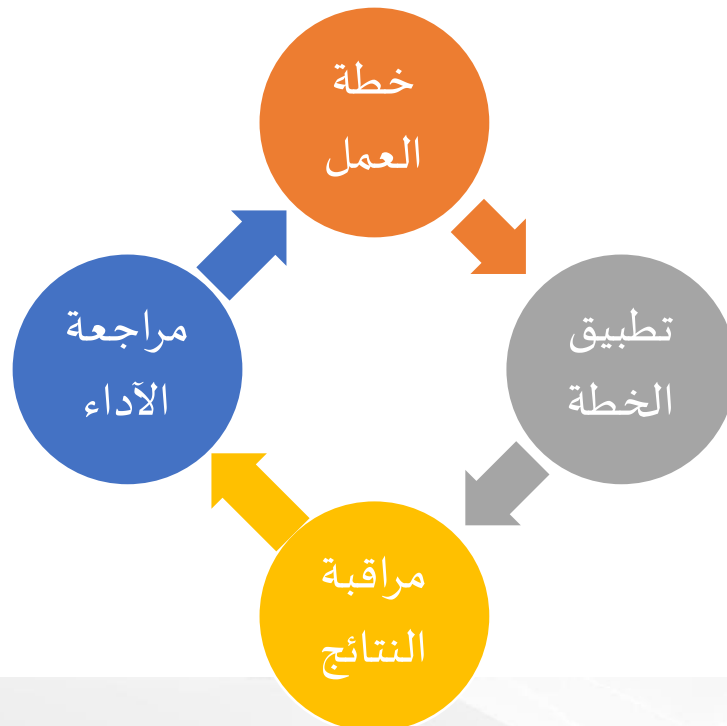 خطة
العمل
تطبيق
الخطة
مراقبة
النتائج
مراجعة
الآداء